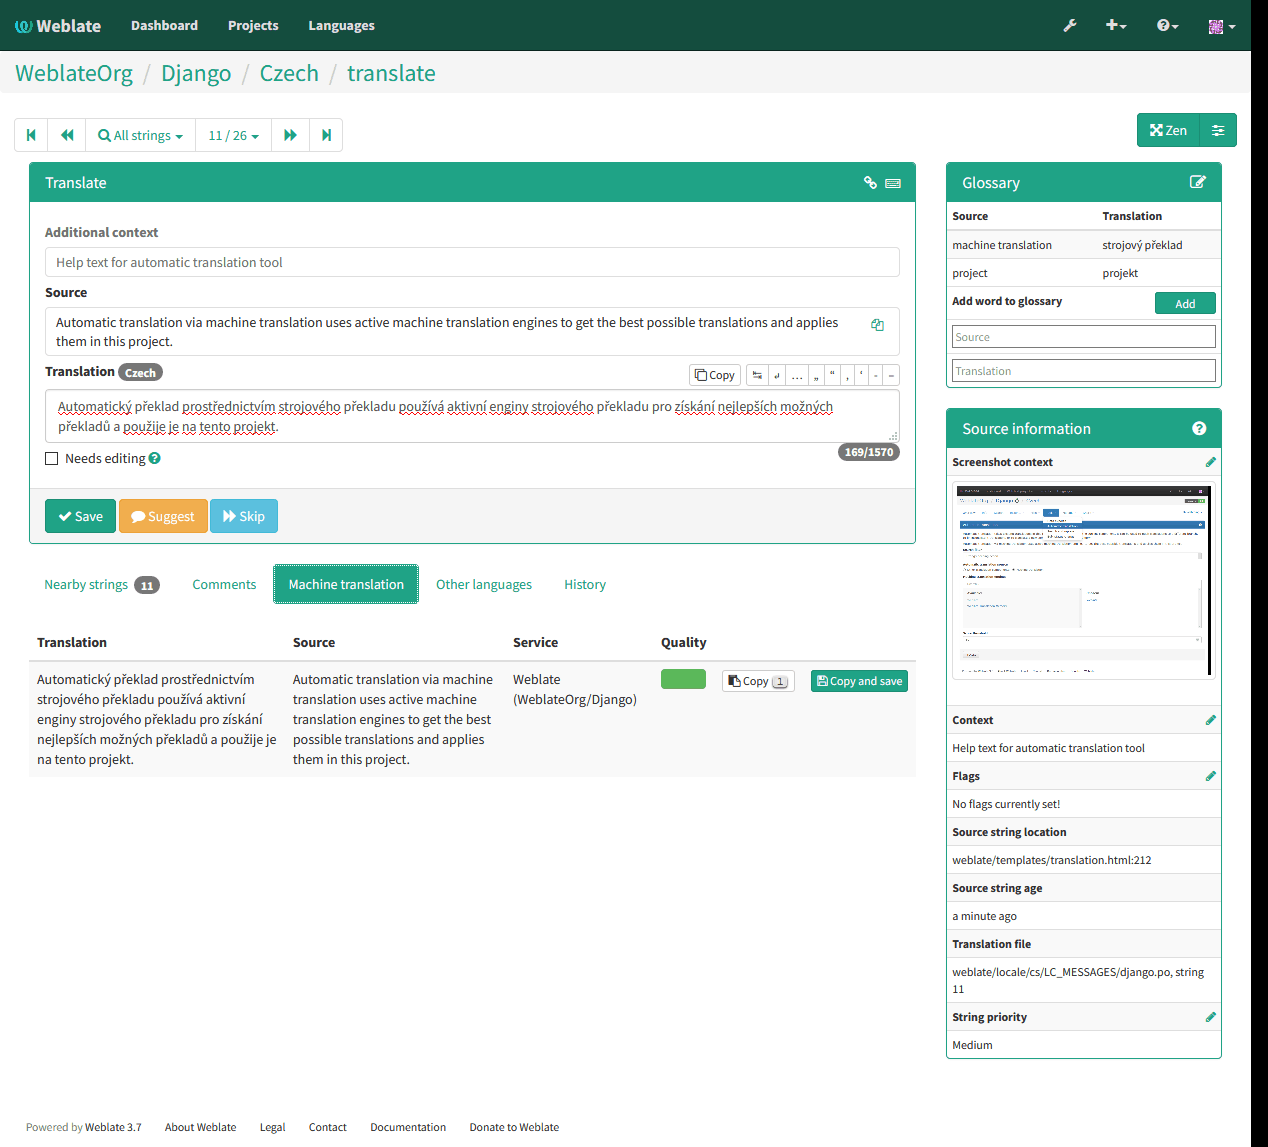 Weblate Dashboard Projects Languages
WeblateOrg / Django / Czech / translate
All strings 11 / 26 Zen
Translate
Additional context
Help text for automatic translation tool
Source
Automatic translation via machine translation uses active machine translation engines to get the best possible translations and applies
them in this project.
Translation Czech Copy … „ “ ‚ ‘ - –
Automatický překlad prostřednictvím strojového překladu používá aktivní enginy strojového překladu pro získání nejlepších možných
překladů a použije je na tento projekt.
169/1570
Needs editing
Save Suggest Skip
Nearby strings 11 Comments Machine translation Other languages History
Translation Source Service Quality
Automatický překlad prostřednictvím
strojového překladu používá aktivní
enginy strojového překladu pro získání
nejlepších možných překladů a použije je
na tento projekt.
Automatic translation via machine
translation uses active machine
translation engines to get the best
possible translations and applies
them in this project.
Weblate
(WeblateOrg/Django)
Copy 1 Copy and save
Glossary
Source Translation
machine translation strojový překlad
project projekt
Add word to glossary Add
Source
Translation
Source information
Screenshot context
Context
Help text for automatic translation tool
Flags
No flags currently set!
Source string location
weblate/templates/translation.html:212
Source string age
a minute ago
Translation file
weblate/locale/cs/LC_MESSAGES/django.po, string
11
String priority
Medium
Powered by Weblate 3.7 About Weblate Legal Contact Documentation Donate to Weblate